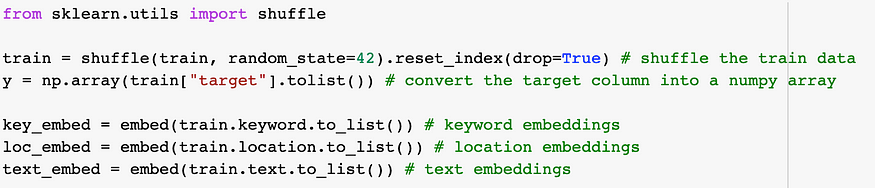 from sklearn.utils import shuffle
train = shuffle(train, random_state=42).reset_index(drop=True) # shuffle the train data
y = np.array(train["target"].tolist()) # convert the target column into a numpy array
key_embed = embed(train.keyword.to_list()) # keyword embeddings
loc_embed = embed(train.location.to_list()) # location embeddings
text_embed = embed(train.text.to_list()) # text embeddings